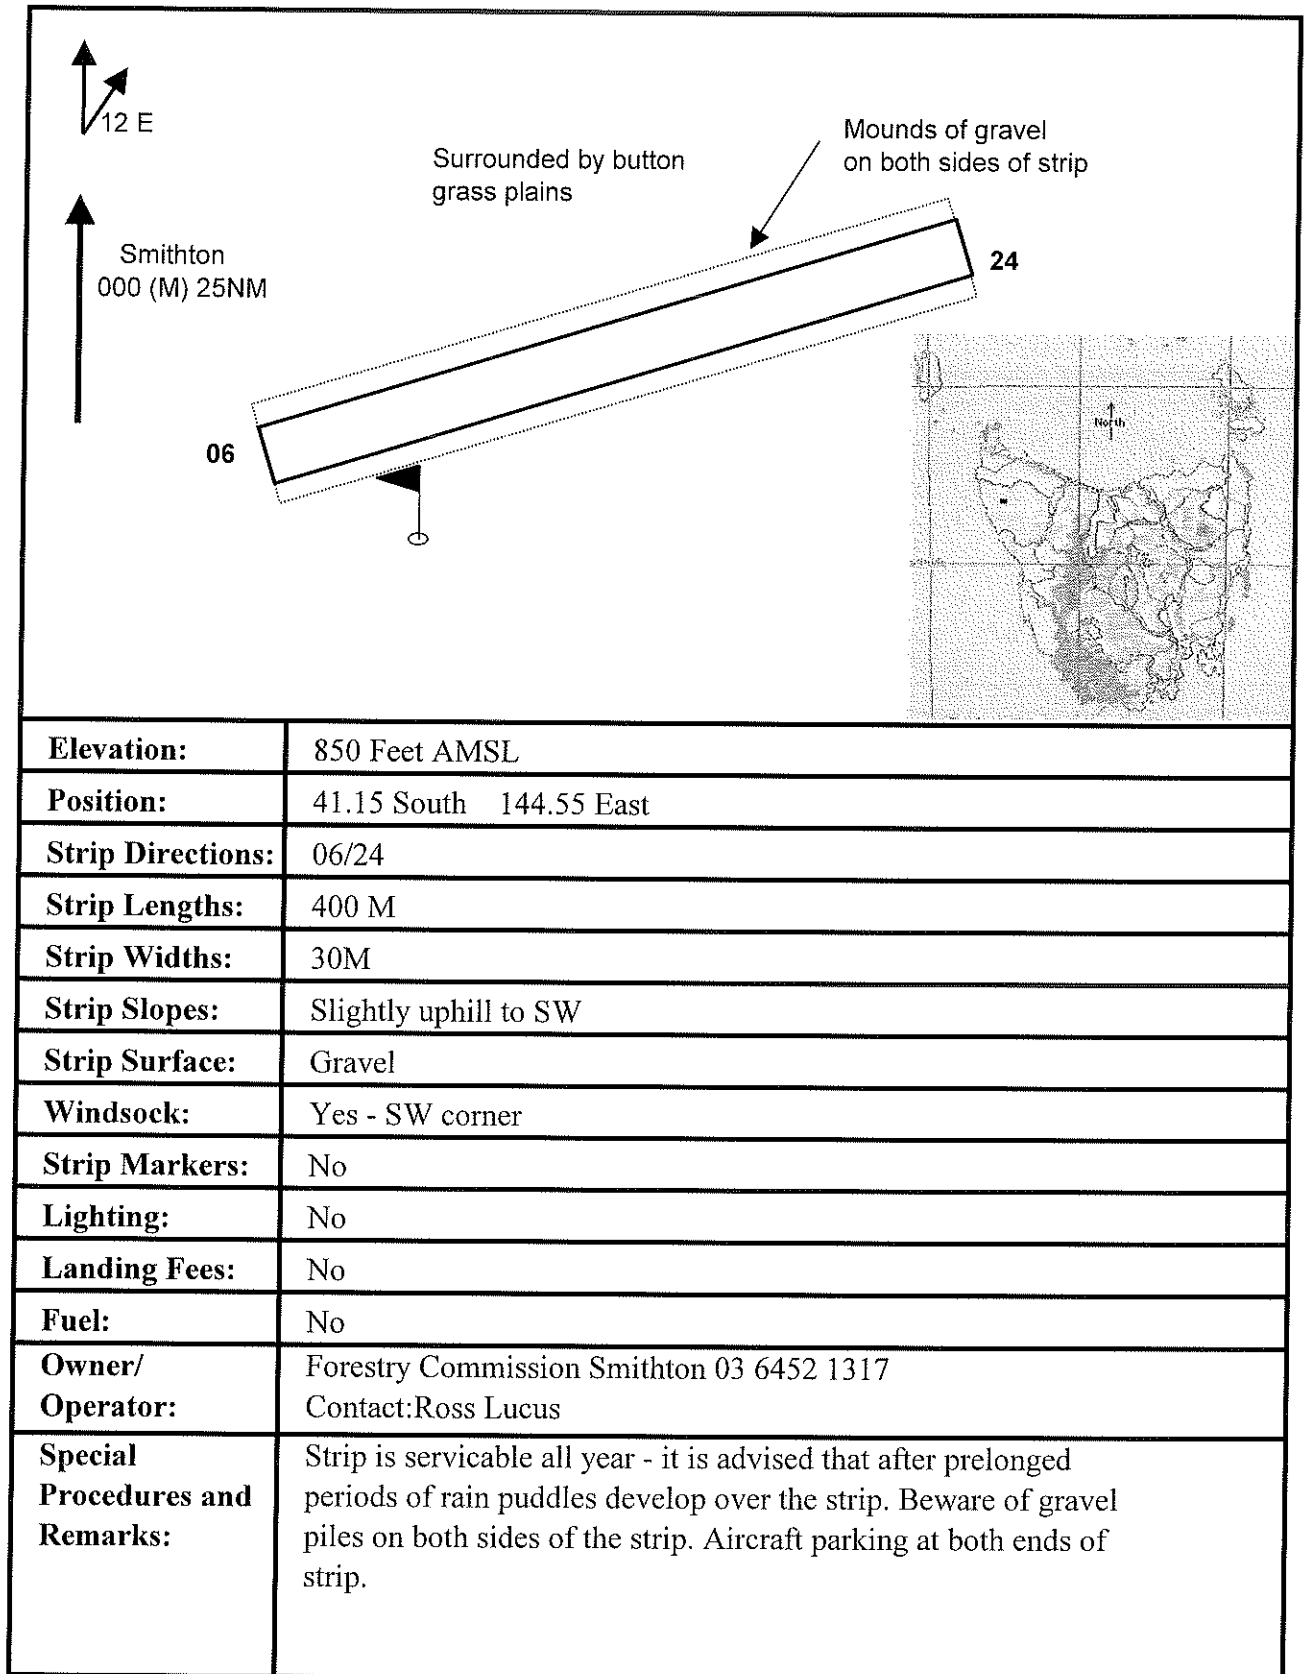 12 E
Surrounded by button
grass plains
Mounds of gravel
on both sides of strip
Smithton
000 (M) 25NM
24
06
North
Elevation: 850 Feet AMSL
Position: 41.15 South 144.55 East
Strip Directions: 06/24
Strip Lengths: 400 M
Strip Widths: 30M
Strip Slopes: Slightly uphill to SW
Strip Surface: Gravel
Windsock: Yes - SW corner
Strip Markers: No
Lighting: No
Landing Fees: No
Fuel: No
Owner/ Forestry Commission Smithton 03 6452 1317
Operator: Contact:Ross Lucus
Special Strip is servicable all year - it is advised that after prelonged
Procedures and periods of rain puddles develop over the strip. Beware of gravel
Remarks: piles on both sides of the strip. Aircraft parking at both ends of
strip.